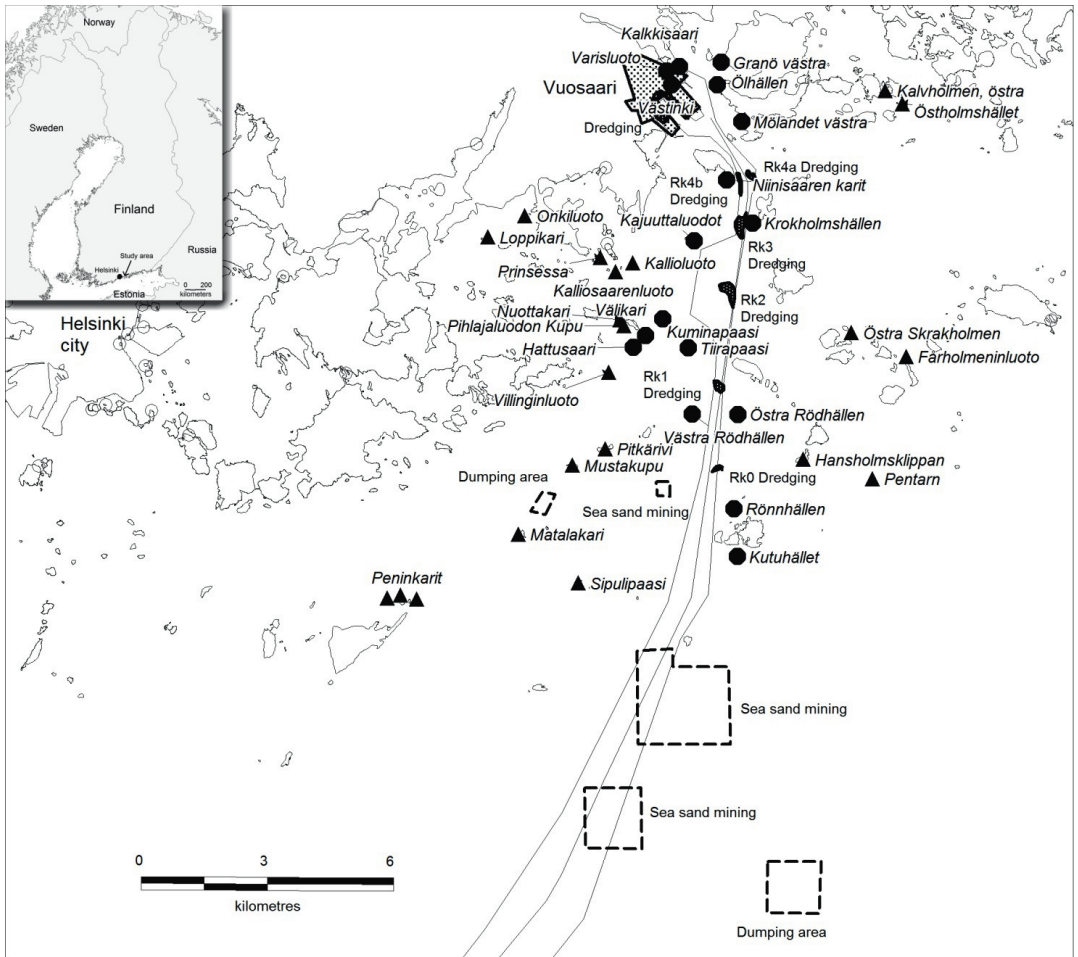 Norway
Sweden
Finland
Russia
Study area
Helsinki
Estonia
0 200
kilometers
Kalkkisaari
Varisluoto
Granö västra
Vuosaari
Ölhällen
Kalvholmen, östra
Östholmshället
Västinki
Dredging
Mölandet västra
Rk4a Dredging
Rk4b
Dredging
Niinisaaren karit
Onkiluoto
Kajuuttaluodot
Krokholmshällen
Loppikari
Rk3
Dredging
Prinsessa
Kallioluoto
Kalliosaarenluoto
Rk2
Dredging
Nuottakari
Välikari
Helsinki
city
Pihlajaluodon Kupu
Kuminapaasi
Östra Skrakholmen
Hattusaari
Tiirapaasi
Farholmeninluoto
Villinginluoto
Rk1
Dredging
Östra Rödhällen
Västra Rödhällen
Pitkärivi
Mustakupu
Hansholmsklippan
Dumping area
Rk0 Dredging
Pentarn
Sea sand mining
Rönnhällen
Matalakari
Kutuhället
Peninkarit
Sipulipaasi
Sea sand mining
Sea sand mining
0 3 6
kilometres
Dumping area